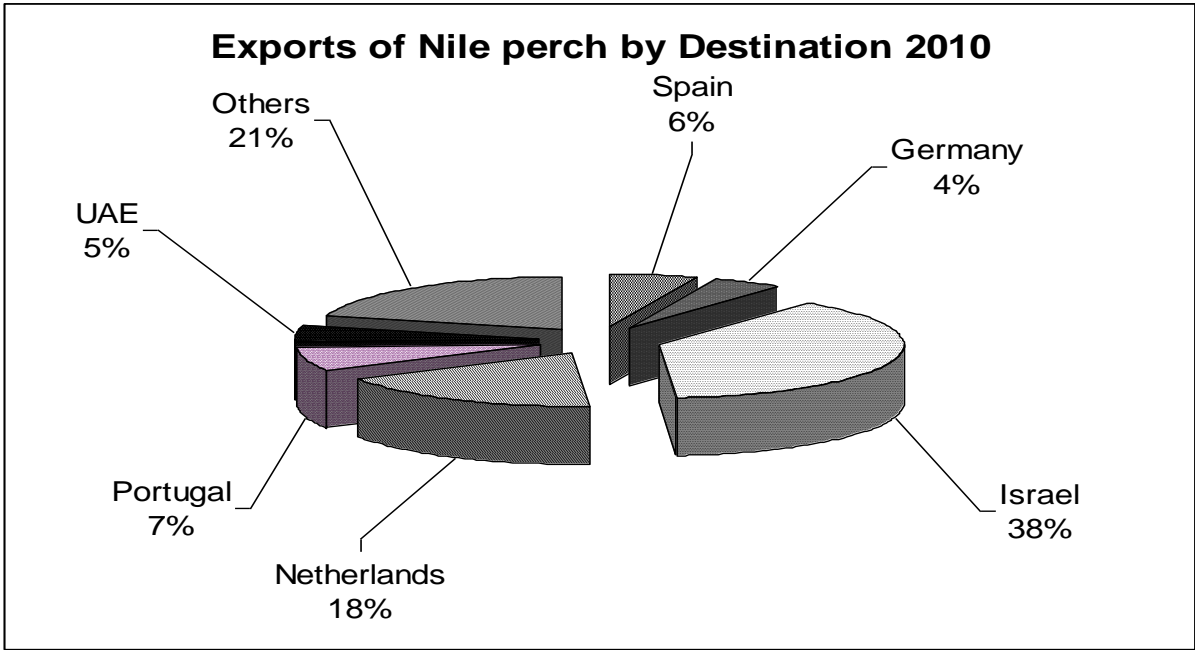 Exports of Nile perch by Destination 2010
Spain
6%
Germany
4%
Israel
38%
Netherlands
18%
Portugal
7%
UAE
5%
Others
21%